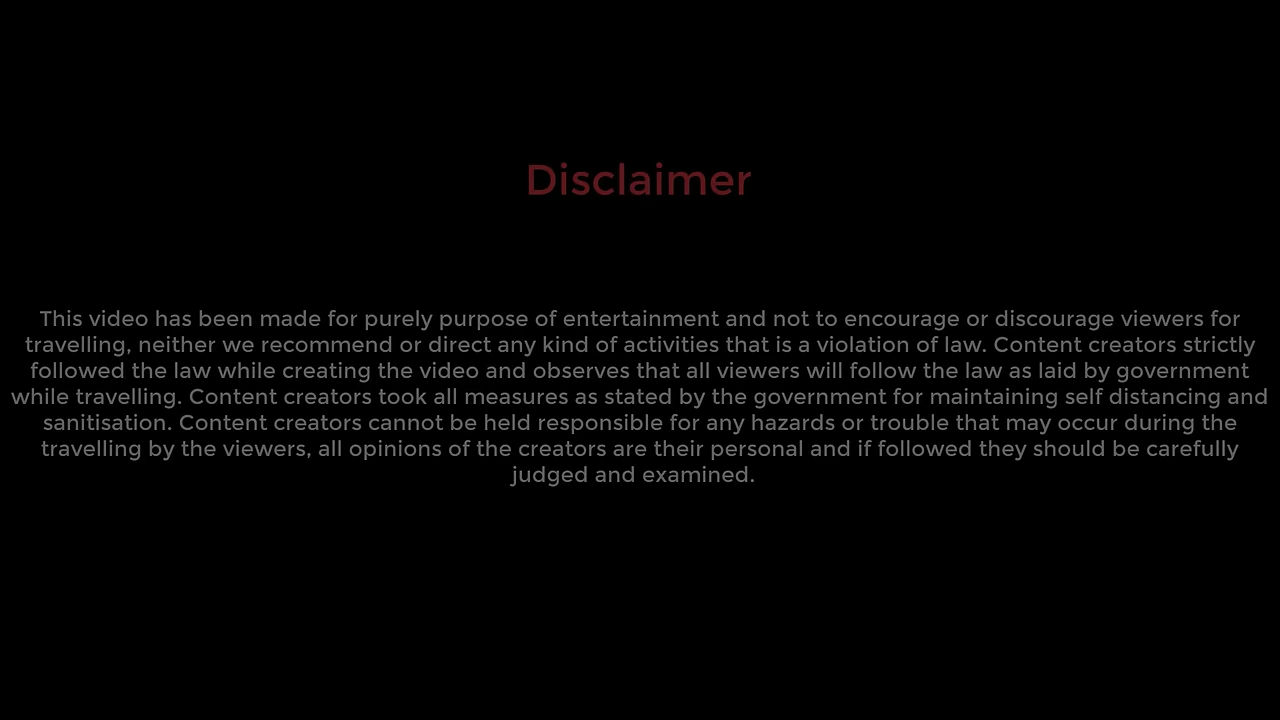 Disclaimer
This video has been made for purely purpose of entertainment and not to encourage or discourage viewers for
travelling, neither we recommend or direct any kind of activities that is a violation of law. Content creators strictly
followed the law while creating the video and observes that all viewers will follow the law as laid by government
while travelling. Content creators took all measures as stated by the government for maintaining self distancing and
sanitisation. Content creators cannot be held responsible for any hazards or trouble that may occur during the
travelling by the viewers, all opinions of the creators are their personal and if followed they should be carefully
judged and examined.